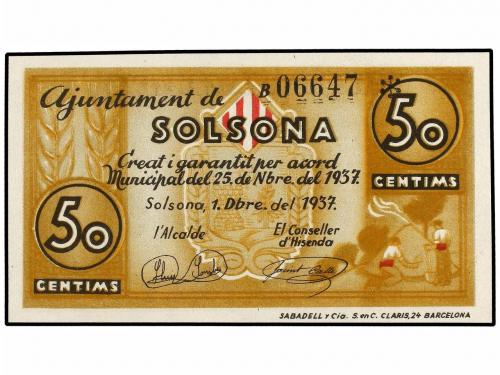 Ajuntament de B 06647
SOLSONA
50
CENTIMS
Creat i garantit per acord
Municipal del 25. de Nbre. del 1937.
Solsona, 1. Dbre. del 1937.
l'Alcalde El Conseller
d'Hisenda
50
CENTIMS
SABADELL y Cia. S. en C. CLARIS, 24 BARCELONA